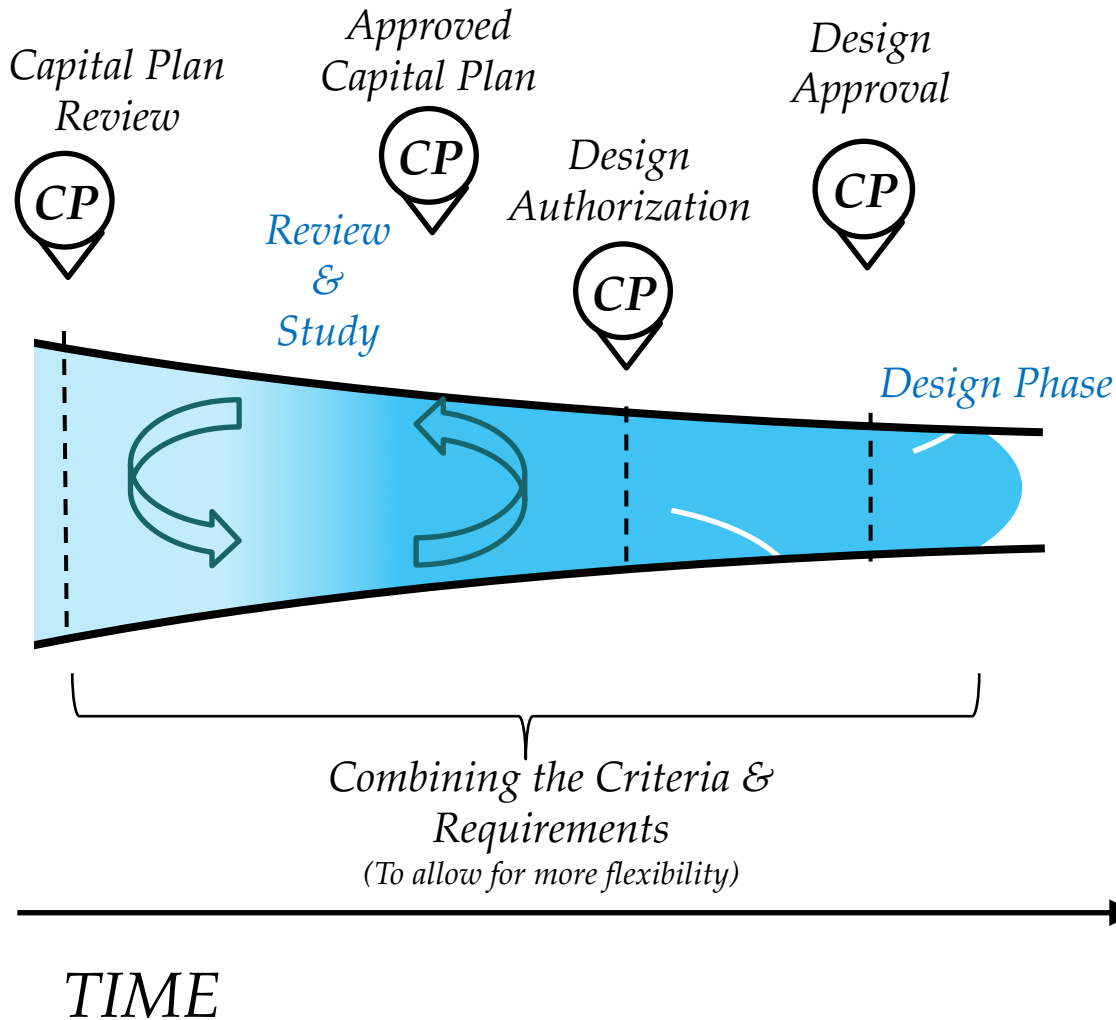 Capital Plan
Review
CP
Approved
Capital Plan
CP
Review
&
Study
Design
Authorization
CP
Design
Approval
CP
Design Phase
Combining the Criteria &
Requirements
(To allow for more flexibility)
TIME